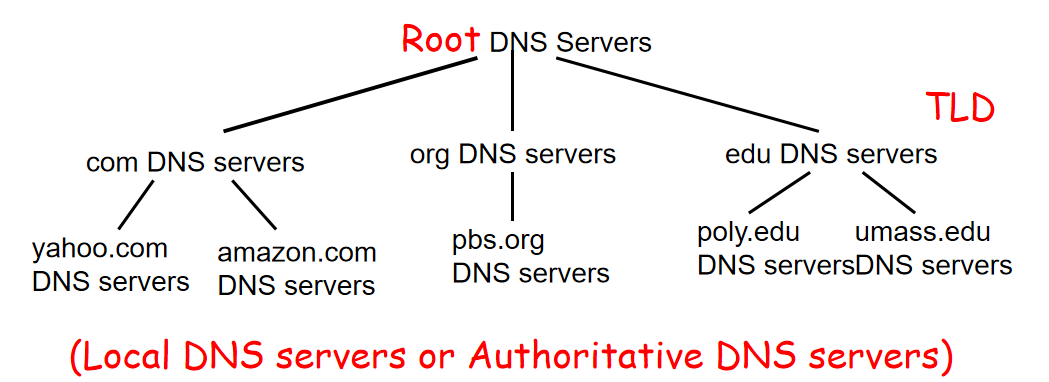 Root DNS Servers
TLD
com DNS servers
org DNS servers
edu DNS servers
yahoo.com
DNS servers
amazon.com
DNS servers
pbs.org
DNS servers
poly.edu
DNS servers
umass.edu
DNS servers
(Local DNS servers or Authoritative DNS servers)